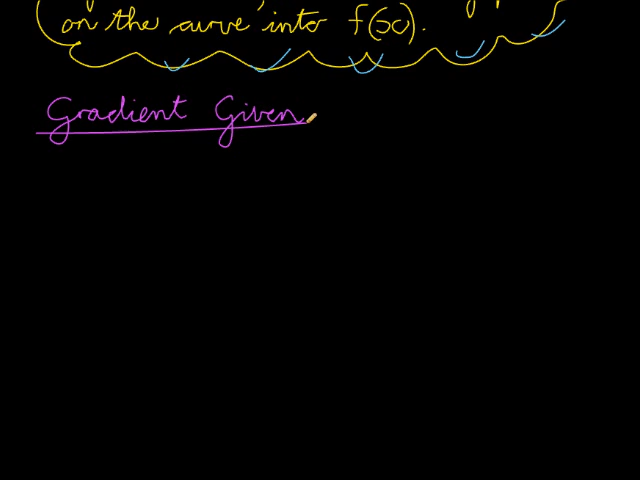 on the curve into f(x).
Gradient Given